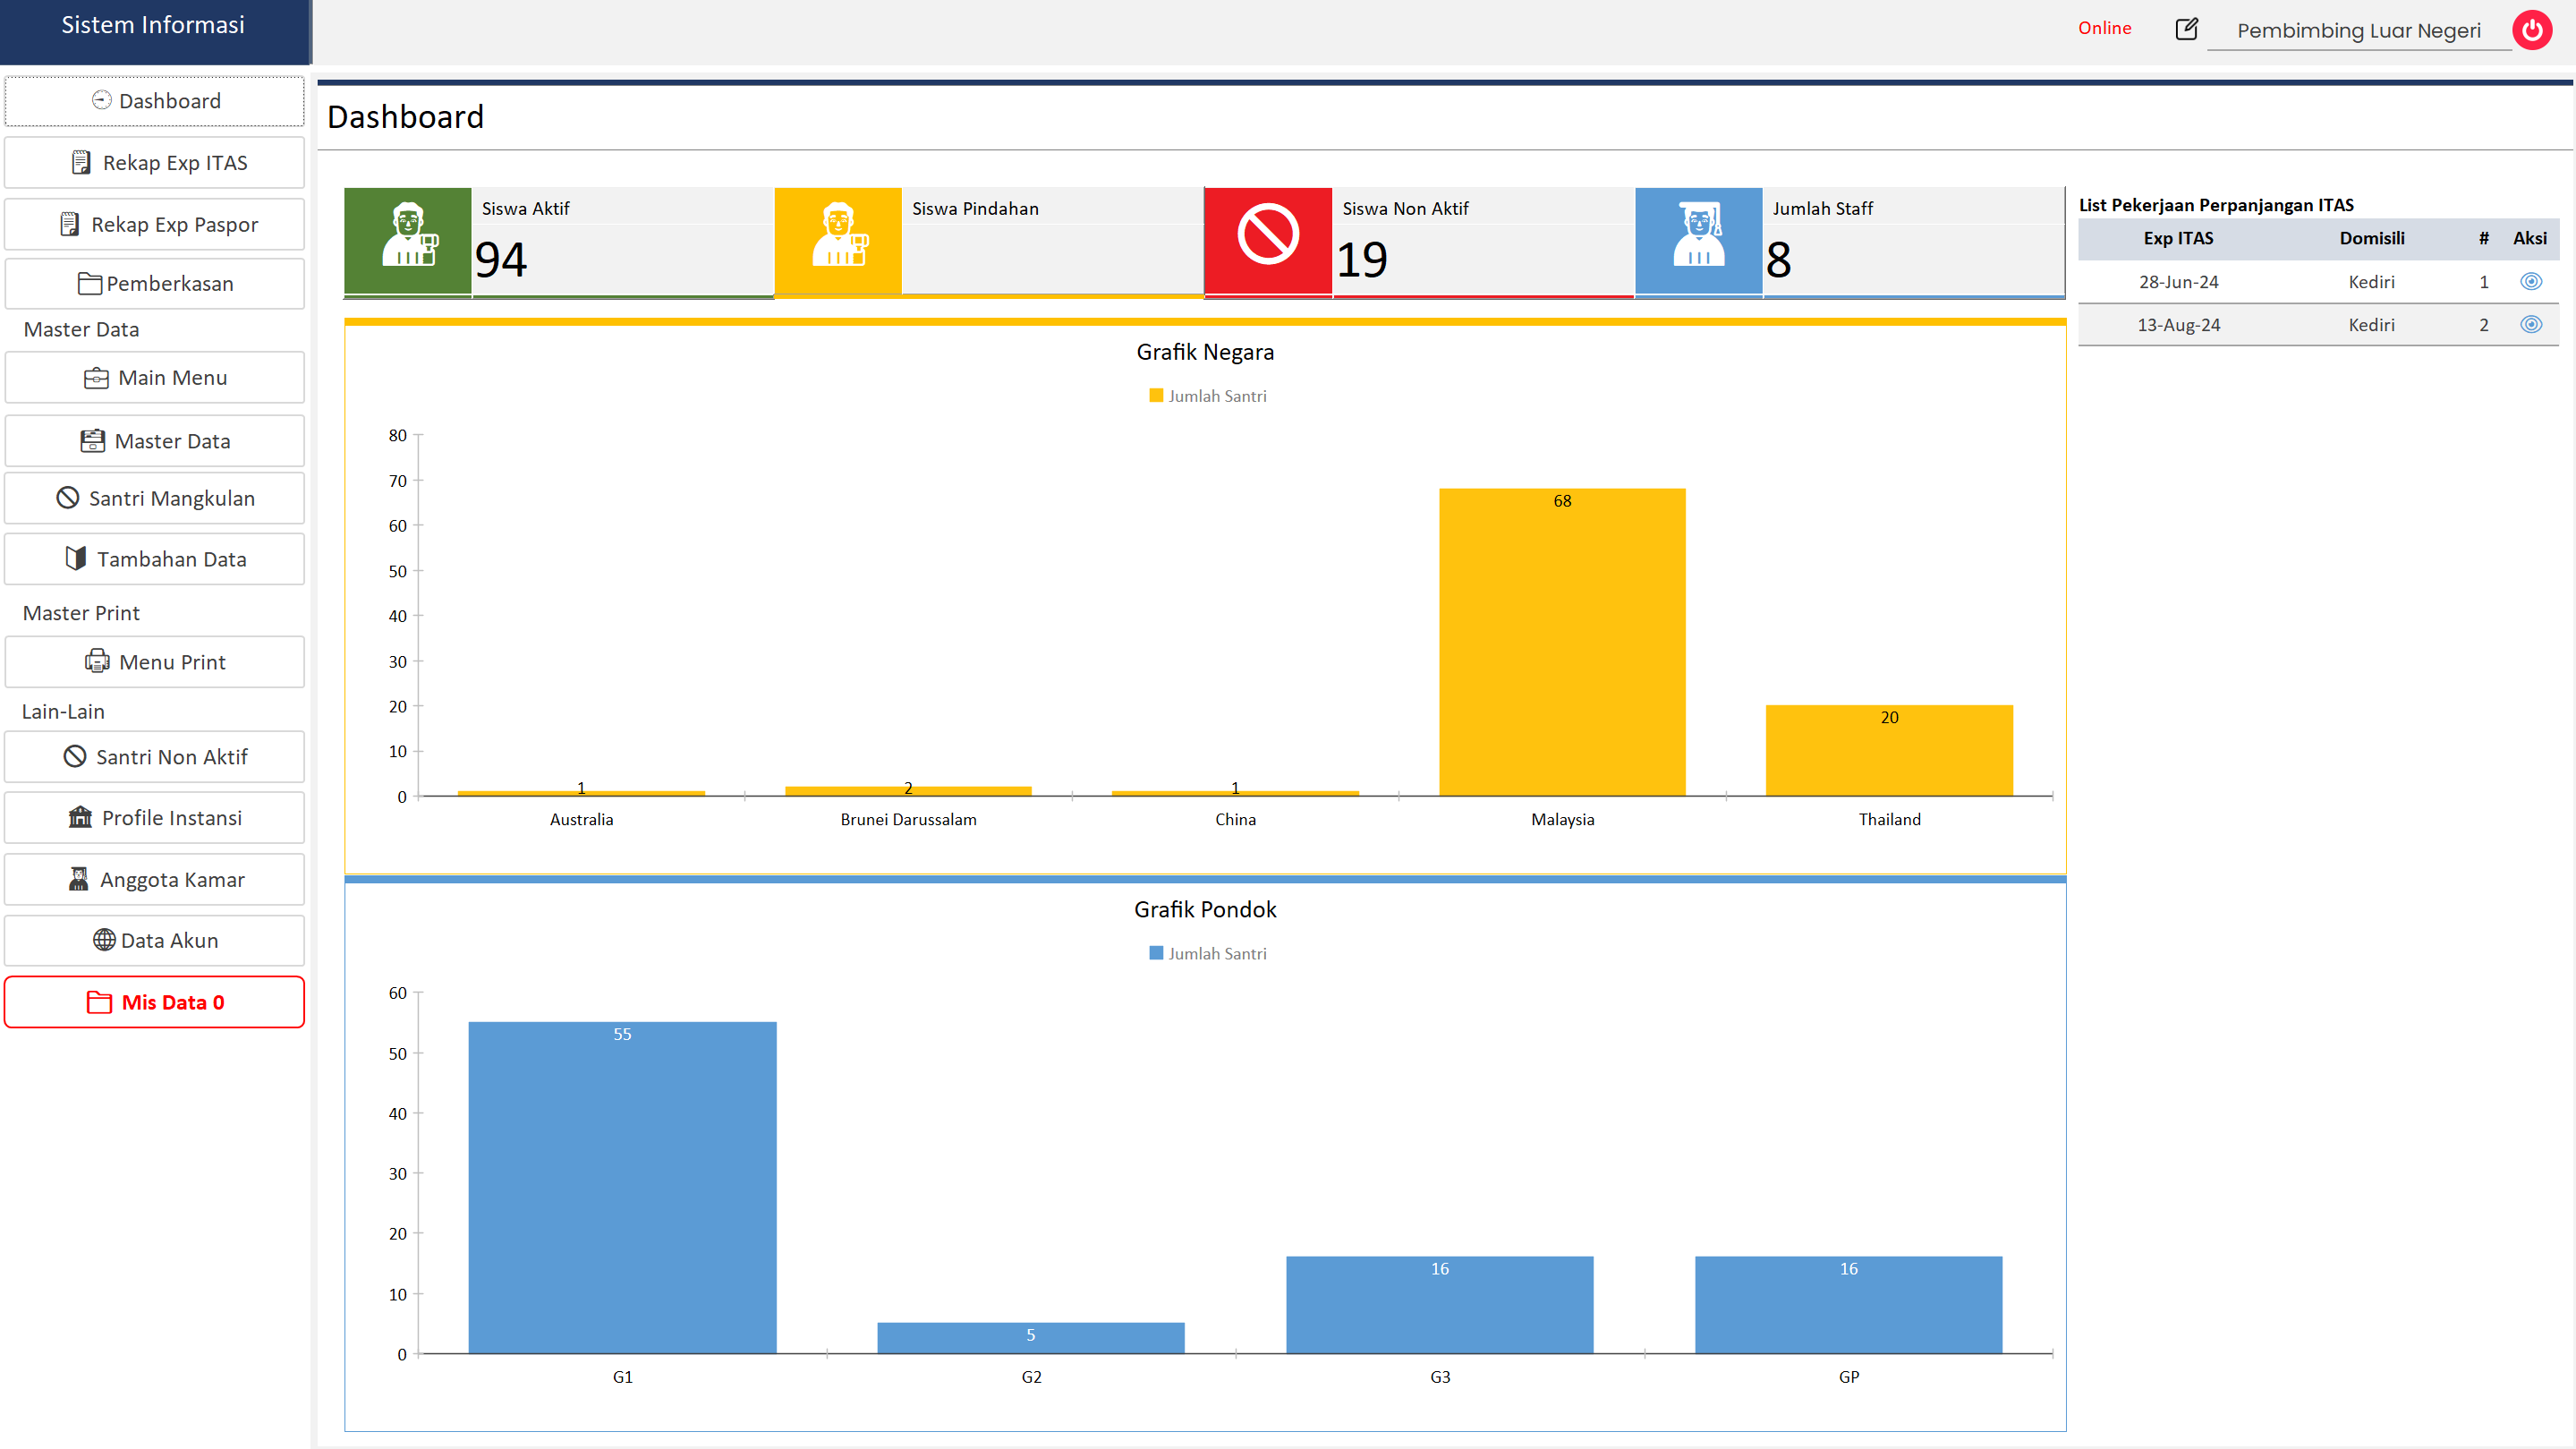 Sistem Informasi
Online
Pembimbing Luar Negeri
Dashboard
Rekap Exp ITAS
Rekap Exp Paspor
Pemberkasan
Master Data
Main Menu
Master Data
Santri Mangkulan
Tambahan Data
Master Print
Menu Print
Lain-Lain
Santri Non Aktif
Profile Instansi
Anggota Kamar
Data Akun
Mis Data 0
Dashboard
Siswa Aktif
94
Siswa Pindahan
Siswa Non Aktif
19
Jumlah Staff
8
List Pekerjaan Perpanjangan ITAS
Exp ITAS Domisili # Aksi
28-Jun-24 Kediri 1
13-Aug-24 Kediri 2
Grafik Negara
Jumlah Santri
80
70
60
50
40
30
20
10
0
1 2 1 68 20
Australia Brunei Darussalam China Malaysia Thailand
Grafik Pondok
Jumlah Santri
60
50
40
30
20
10
0
55 5 16 16
G1 G2 G3 GP